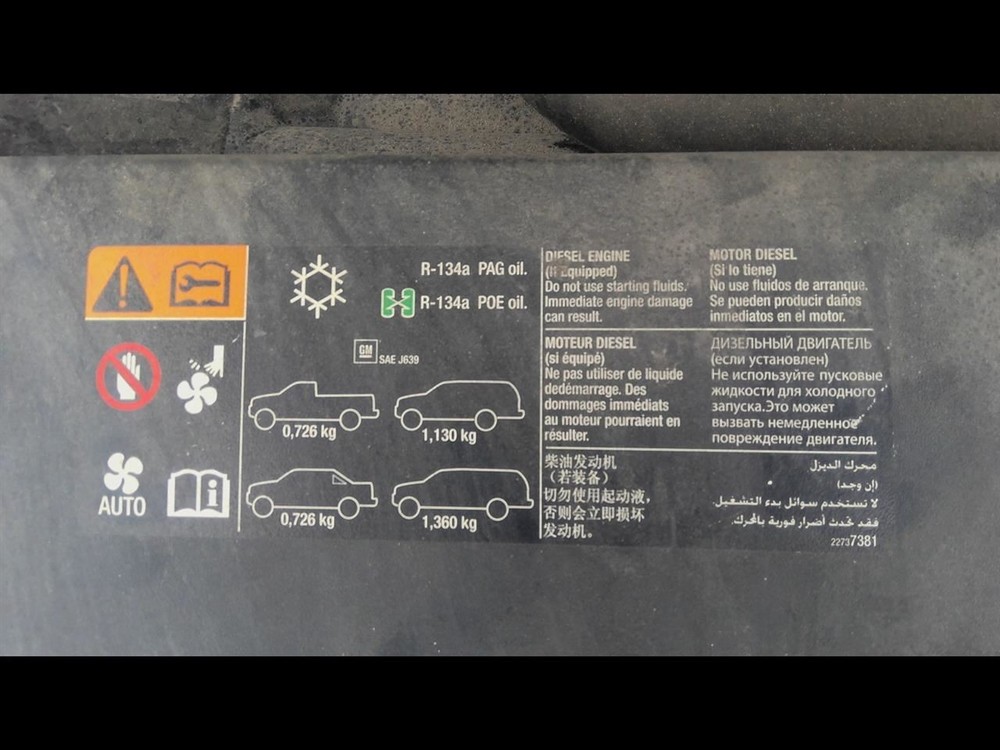 AUTO
R-134a PAG oil.
R-134a POE oil.
GM SAE J639
0,726 kg
1,130 kg
0,726 kg
1,360 kg
DIESEL ENGINE
(If Equipped)
Do not use starting fluids.
Immediate engine damage
can result.
MOTOR DIESEL
(Si lo tiene)
No use fluidos de arranque.
Se pueden producir daños
inmediatos en el motor.
MOTEUR DIESEL
(si équipé)
Ne pas utiliser de liquide
dedémarrage. Des
dommages immédiats
au moteur pourraient en
résulter.
ДИЗЕЛЬНЫЙ ДВИГАТЕЛЬ
(если установлен)
Не используйте пусковые
жидкости для холодного
запуска.Это может
вызвать немедленное
повреждение двигателя.
柴油发动机
（若装备）
切勿使用起动液，
否则会立即损坏
发动机。
محرك الديزل
(إن وجد)
لا تستخدم سوائل بدء التشغيل.
فقد تحدث أضرار فورية بالمحرك.
22737381